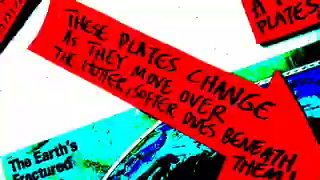 THESE PLATES CHANGE
AS THEY MOVE OVER
THE HOTTER, SOFTER ONES BENEATH
THEM!
PLATES
The Earth's
Fractured